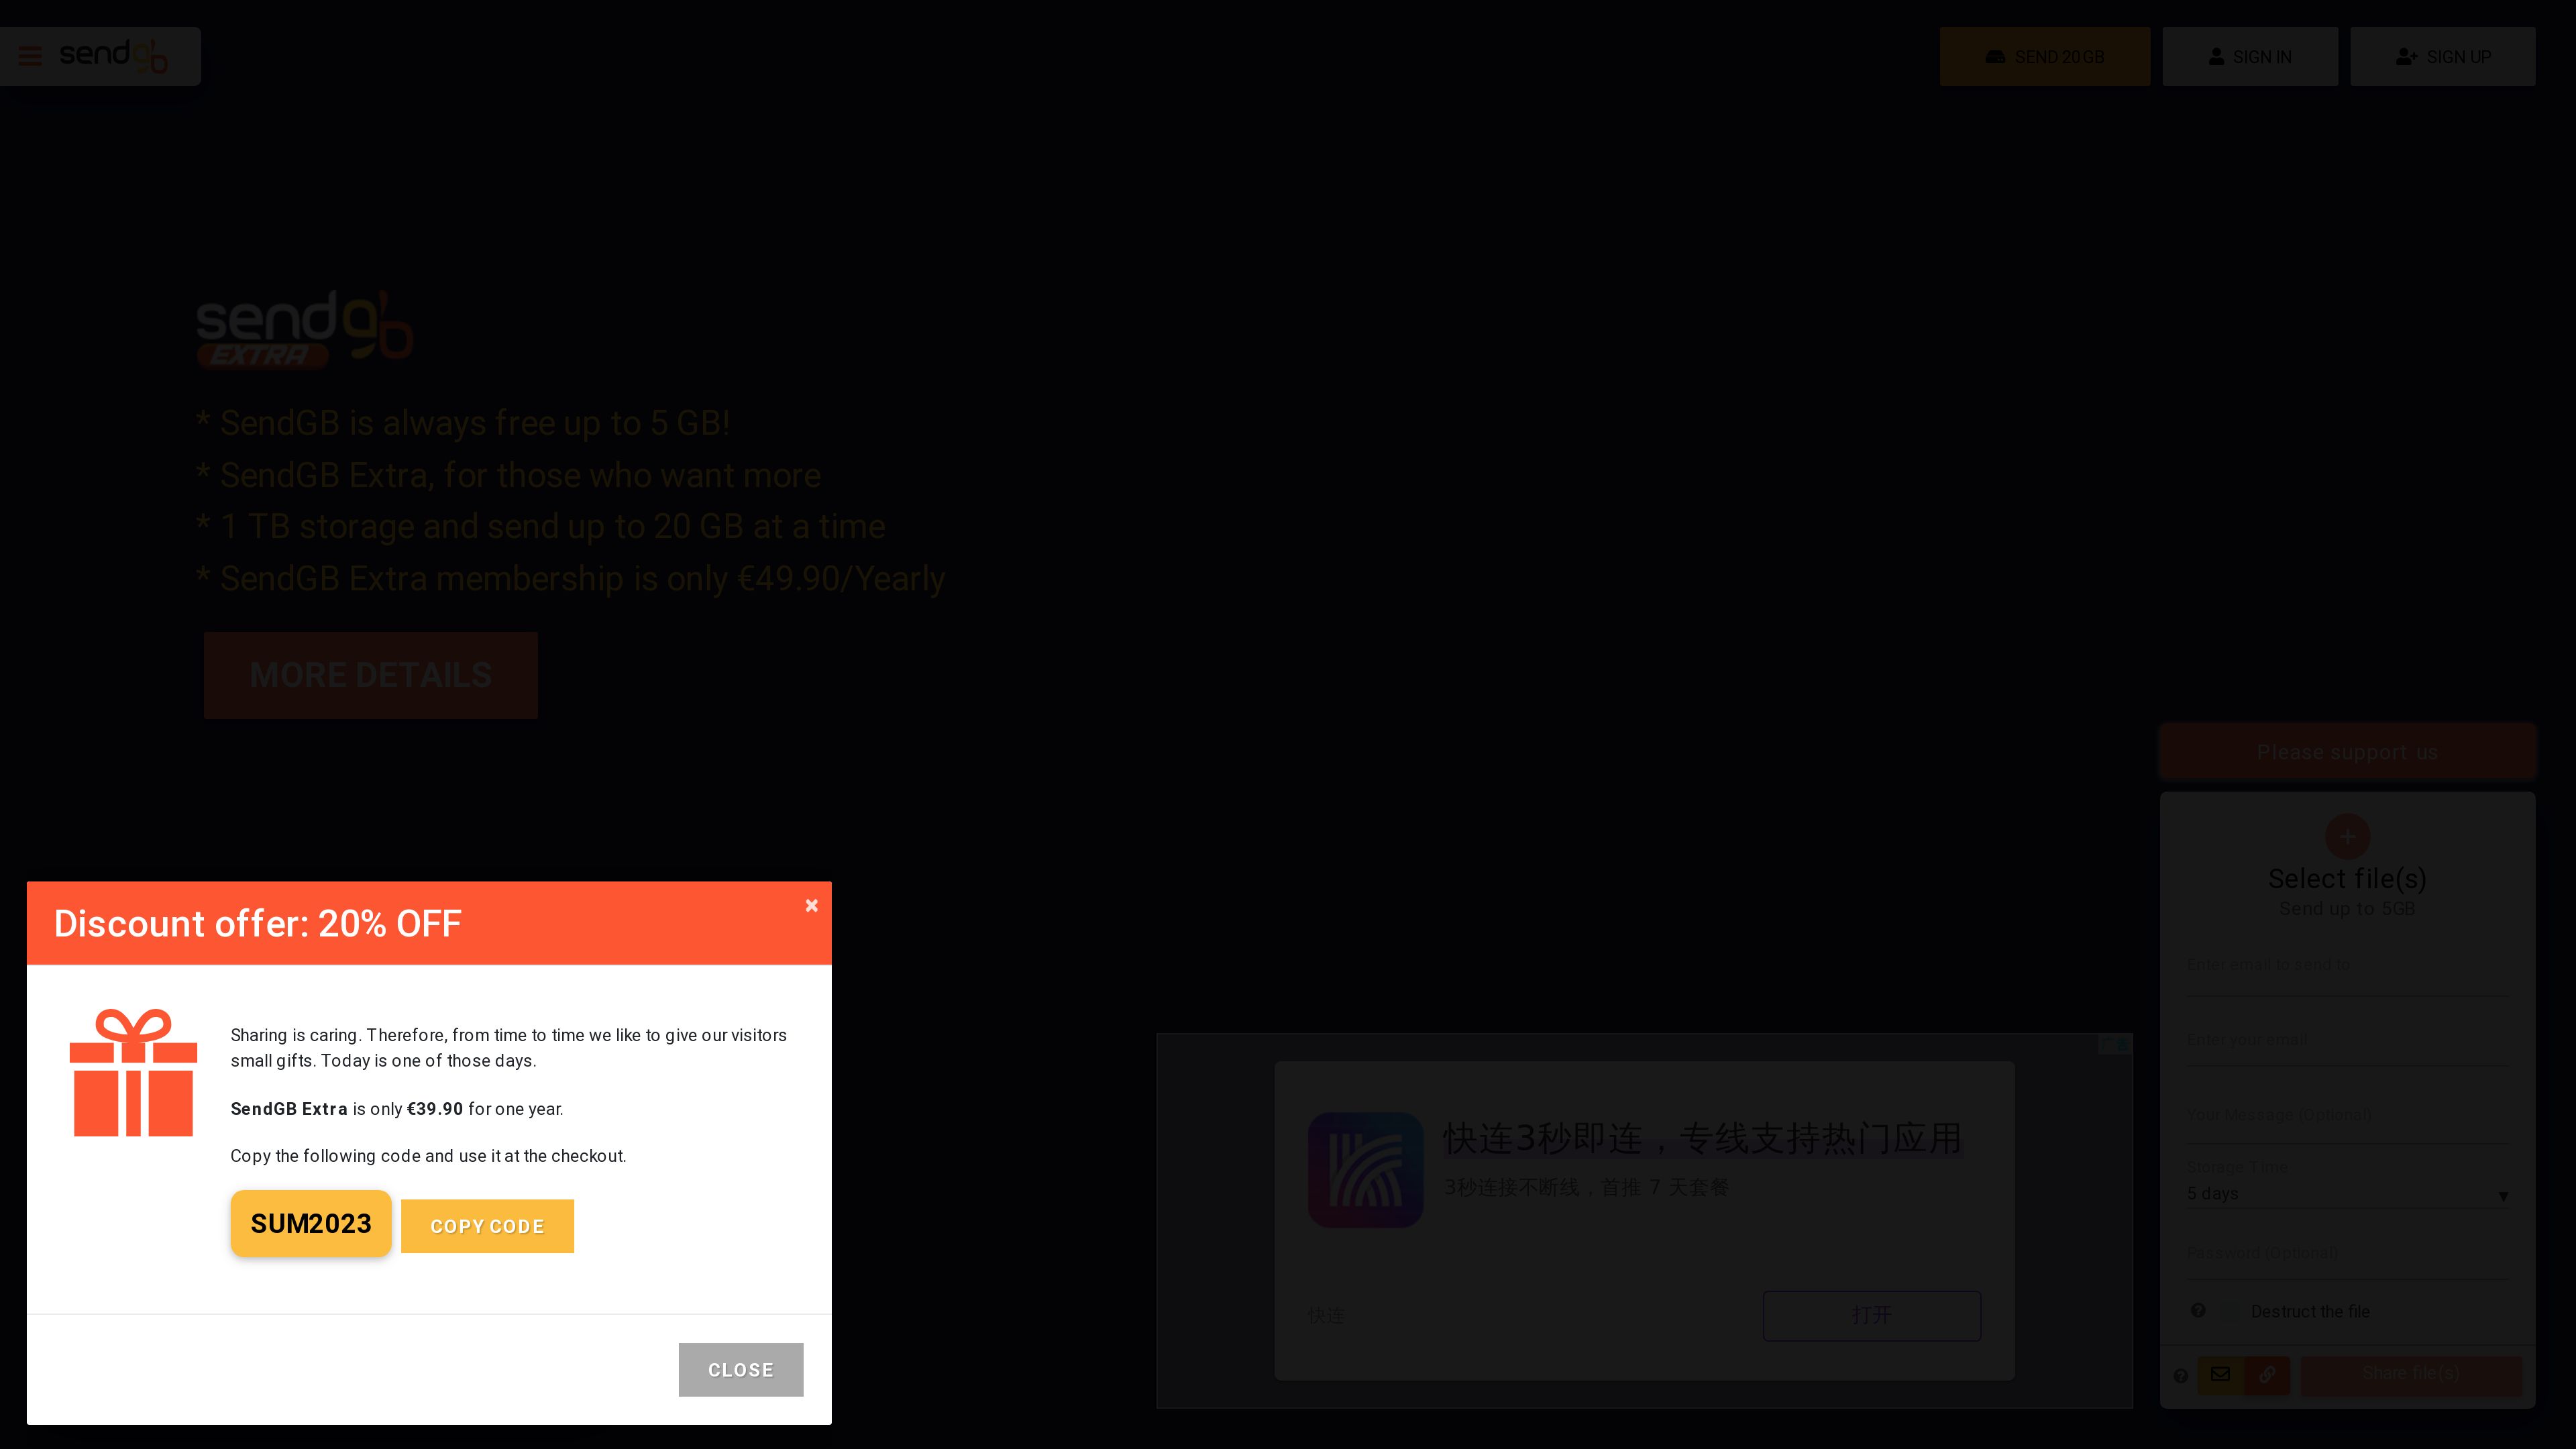 sendgb
SEND 20GB
SIGN IN
SIGN UP
sendgb
EXTRA
* SendGB is always free up to 5 GB!
* SendGB Extra, for those who want more
* 1 TB storage and send up to 20 GB at a time
* SendGB Extra membership is only €49.90/Yearly
MORE DETAILS
Please support us
Select file(s)
Send up to 5GB
Enter email to send to
Enter your email
Your Message (Optional)
Storage Time
5 days
Password (Optional)
Destruct the file
Share file(s)
Discount offer: 20% OFF
×
Sharing is caring. Therefore, from time to time we like to give our visitors
small gifts. Today is one of those days.
SendGB Extra is only €39.90 for one year.
Copy the following code and use it at the checkout.
SUM2023
COPY CODE
CLOSE
快连3秒即连，专线支持热门应用
3秒连接不断线，首推 7 天套餐
快连
打开